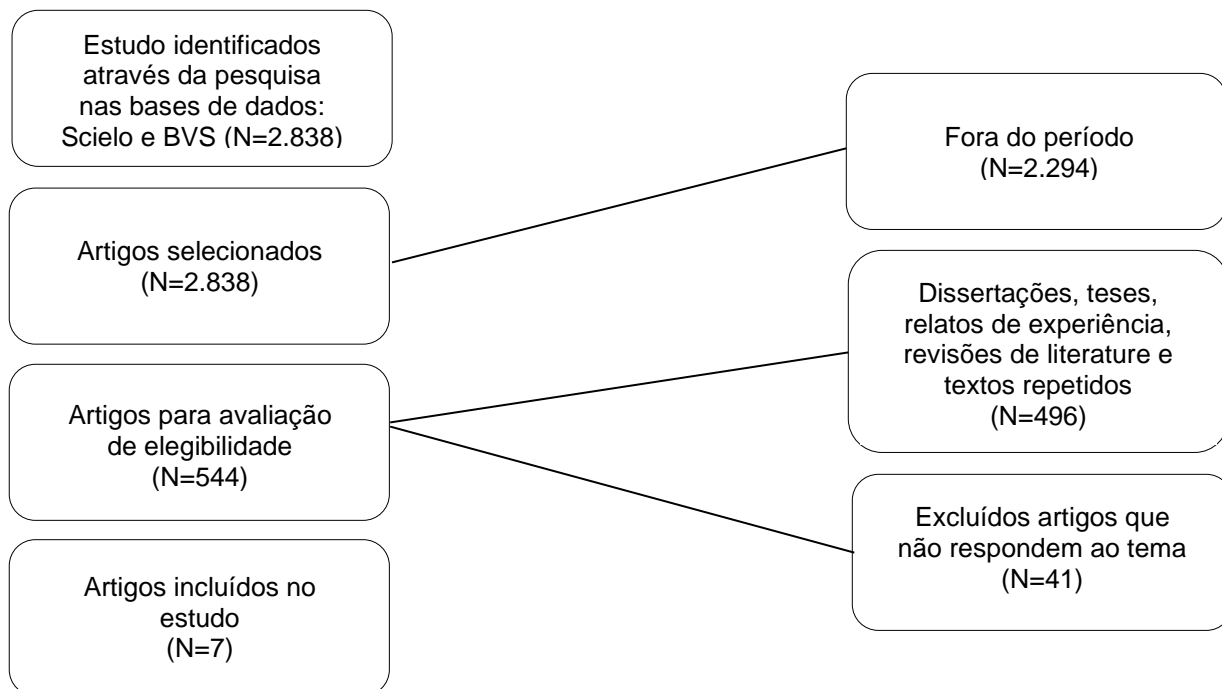 Estudo identificados
através da pesquisa
nas bases de dados:
Scielo e BVS (N=2.838)
Fora do período
(N=2.294)
Artigos selecionados
(N=2.838)
Dissertações, teses,
relatos de experiência,
revisões de literature e
textos repetidos
(N=496)
Artigos para avaliação
de elegibilidade
(N=544)
Excluídos artigos que
não respondem ao tema
(N=41)
Artigos incluídos no
estudo
(N=7)